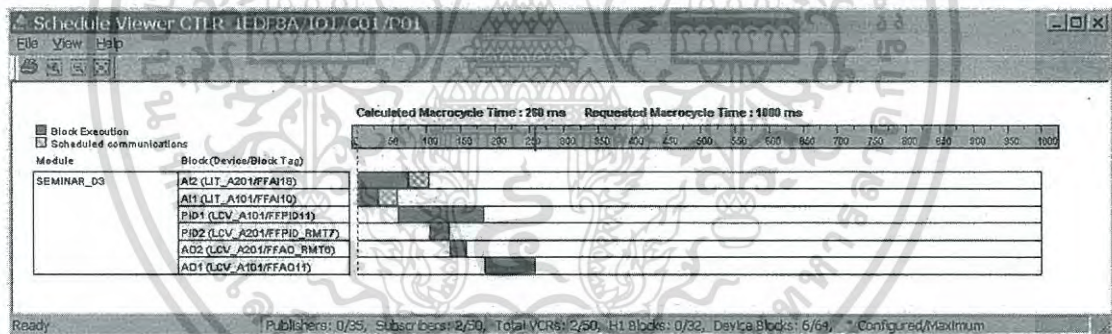 Schedule Viewer CTLR-1EDFBA/IO1/C01/P01
File View Help
Calculated Macrocycle Time : 260 ms Requested Macrocycle Time : 1000 ms
Block Execution
Scheduled communications
50 100 150 200 250 300 350 400 450 500 550 600 650 700 750 800 850 900 950 1000
Module Block (Device/Block Tag)
SEMINAR_D3 AI2 (LIT_A201/FFAI18)
AI1 (LIT_A101/FFAI10)
PID1 (LCV_A101/FFPID11)
PID2 (LCV_A201/FFPID_RMT7)
AO2 (LCV_A201/FFAO_RMT6)
AO1 (LCV_A101/FFAO11)
Ready Publishers: 0/35, Subscribers: 2/50, Total VCRs: 2/50, H1 Blocks: 0/32, Device Blocks: 6/64, * Configured/Maximum